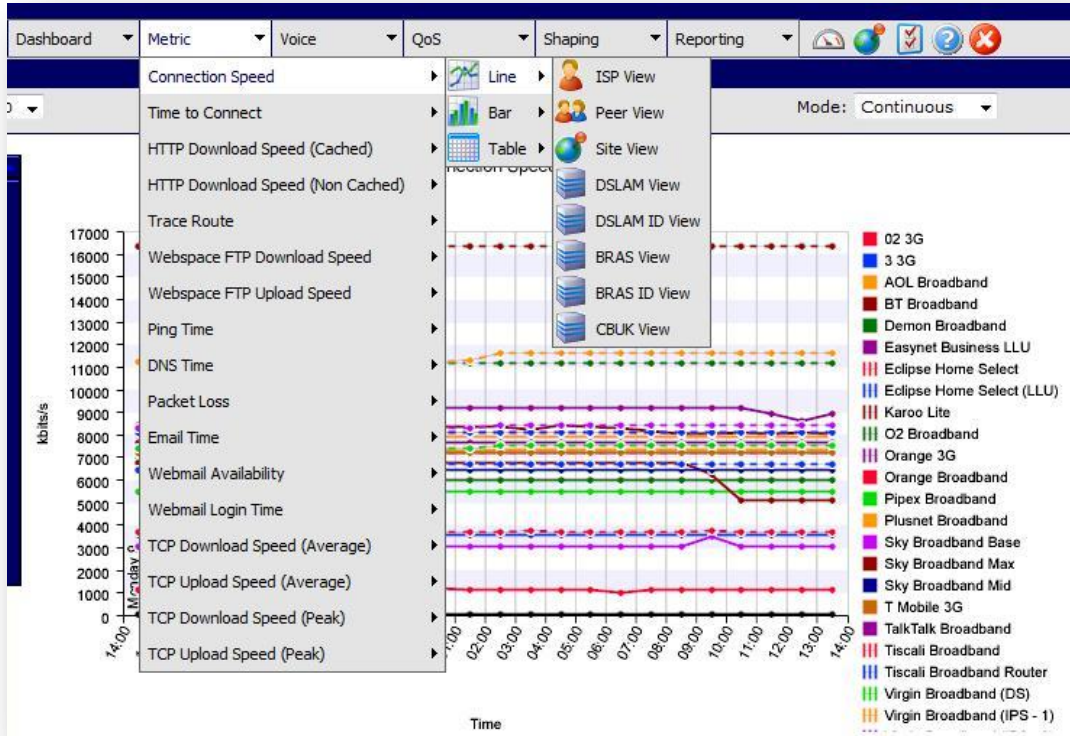 Dashboard Metric Voice QoS Shaping Reporting
Mode: Continuous
Connection Speed
Time to Connect
HTTP Download Speed (Cached)
HTTP Download Speed (Non Cached)
Trace Route
Webspace FTP Download Speed
Webspace FTP Upload Speed
Ping Time
DNS Time
Packet Loss
Email Time
Webmail Availability
Webmail Login Time
TCP Download Speed (Average)
TCP Upload Speed (Average)
TCP Download Speed (Peak)
TCP Upload Speed (Peak)
Line
Bar
Table
ISP View
Peer View
Site View
DSLAM View
DSLAM ID View
BRAS View
BRAS ID View
CBUK View
kbits/s
17000
16000
15000
14000
13000
12000
11000
10000
9000
8000
7000
6000
5000
4000
3000
2000
1000
0
Monday
14:00 02:00 03:00 04:00 05:00 06:00 07:00 08:00 09:00 10:00 11:00 12:00 13:00 14:00
Time
02 3G
3 3G
AOL Broadband
BT Broadband
Demon Broadband
Easynet Business LLU
Eclipse Home Select
Eclipse Home Select (LLU)
Karoo Lite
O2 Broadband
Orange 3G
Orange Broadband
Pipex Broadband
Plusnet Broadband
Sky Broadband Base
Sky Broadband Max
Sky Broadband Mid
T Mobile 3G
TalkTalk Broadband
Tiscali Broadband
Tiscali Broadband Router
Virgin Broadband (DS)
Virgin Broadband (IPS - 1)